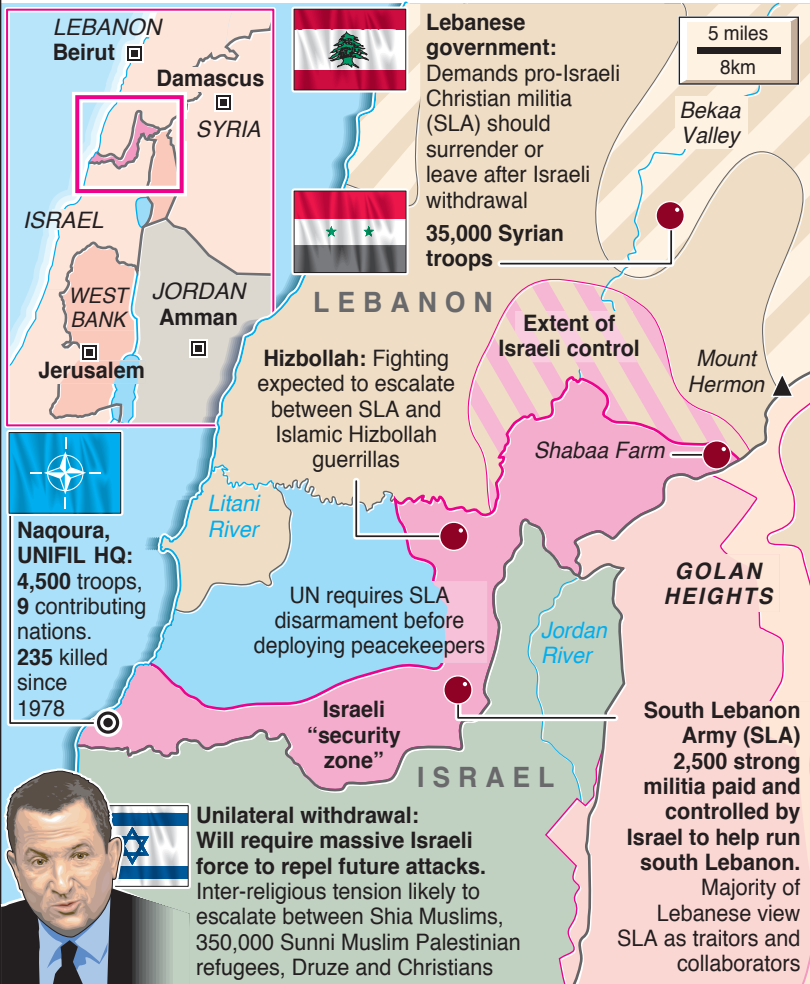 LEBANON
Beirut
Damascus
SYRIA
ISRAEL
WEST
BANK
JORDAN
Amman
Jerusalem
Lebanese
government:
Demands pro-Israeli
Christian militia
(SLA) should
surrender or
leave after Israeli
withdrawal
35,000 Syrian
troops
5 miles
8km
Bekaa
Valley
LEBANON
Extent of
Israeli control
Mount
Hermon
Hizbollah: Fighting
expected to escalate
between SLA and
Islamic Hizbollah
guerrillas
Shabaa Farm
Litani
River
Naqoura,
UNIFIL HQ:
4,500 troops,
9 contributing
nations.
235 killed
since
1978
UN requires SLA
disarmament before
deploying peacekeepers
GOLAN
HEIGHTS
Jordan
River
Israeli
“security
zone”
ISRAEL
South Lebanon
Army (SLA)
2,500 strong
militia paid and
controlled by
Israel to help run
south Lebanon.
Majority of
Lebanese view
SLA as traitors and
collaborators
Unilateral withdrawal:
Will require massive Israeli
force to repel future attacks.
Inter-religious tension likely to
escalate between Shia Muslims,
350,000 Sunni Muslim Palestinian
refugees, Druze and Christians